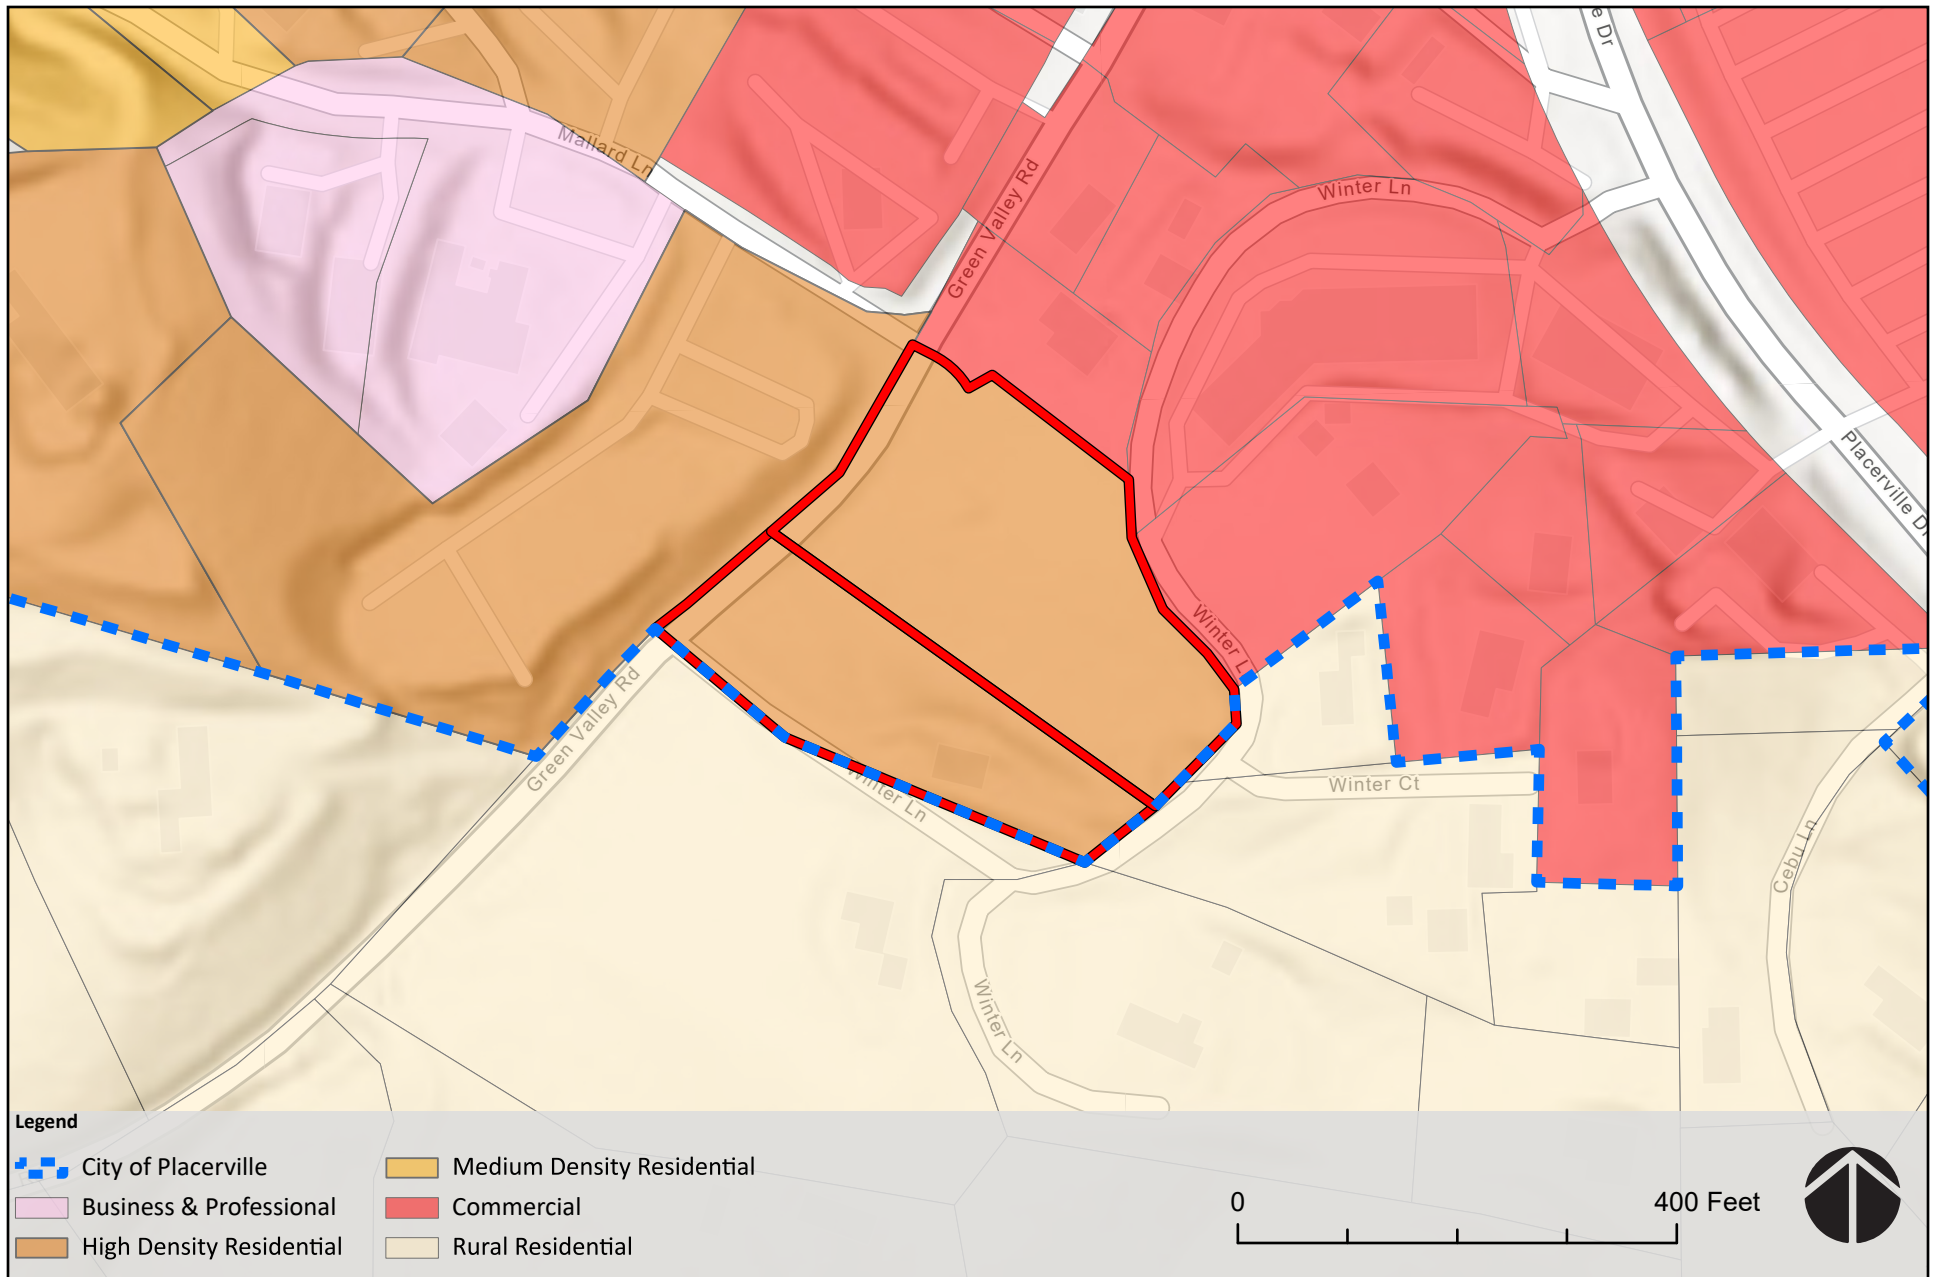 e Dr
Mallard Ln
Green Valley Rd
Winter Ln
Placerville D
Winter L
Green Valley Rd
Winter Ln
Winter Ct
Cebu Ln
Winter Ln
Legend
City of Placerville
Business & Professional
High Density Residential
Medium Density Residential
Commercial
Rural Residential
0
400 Feet